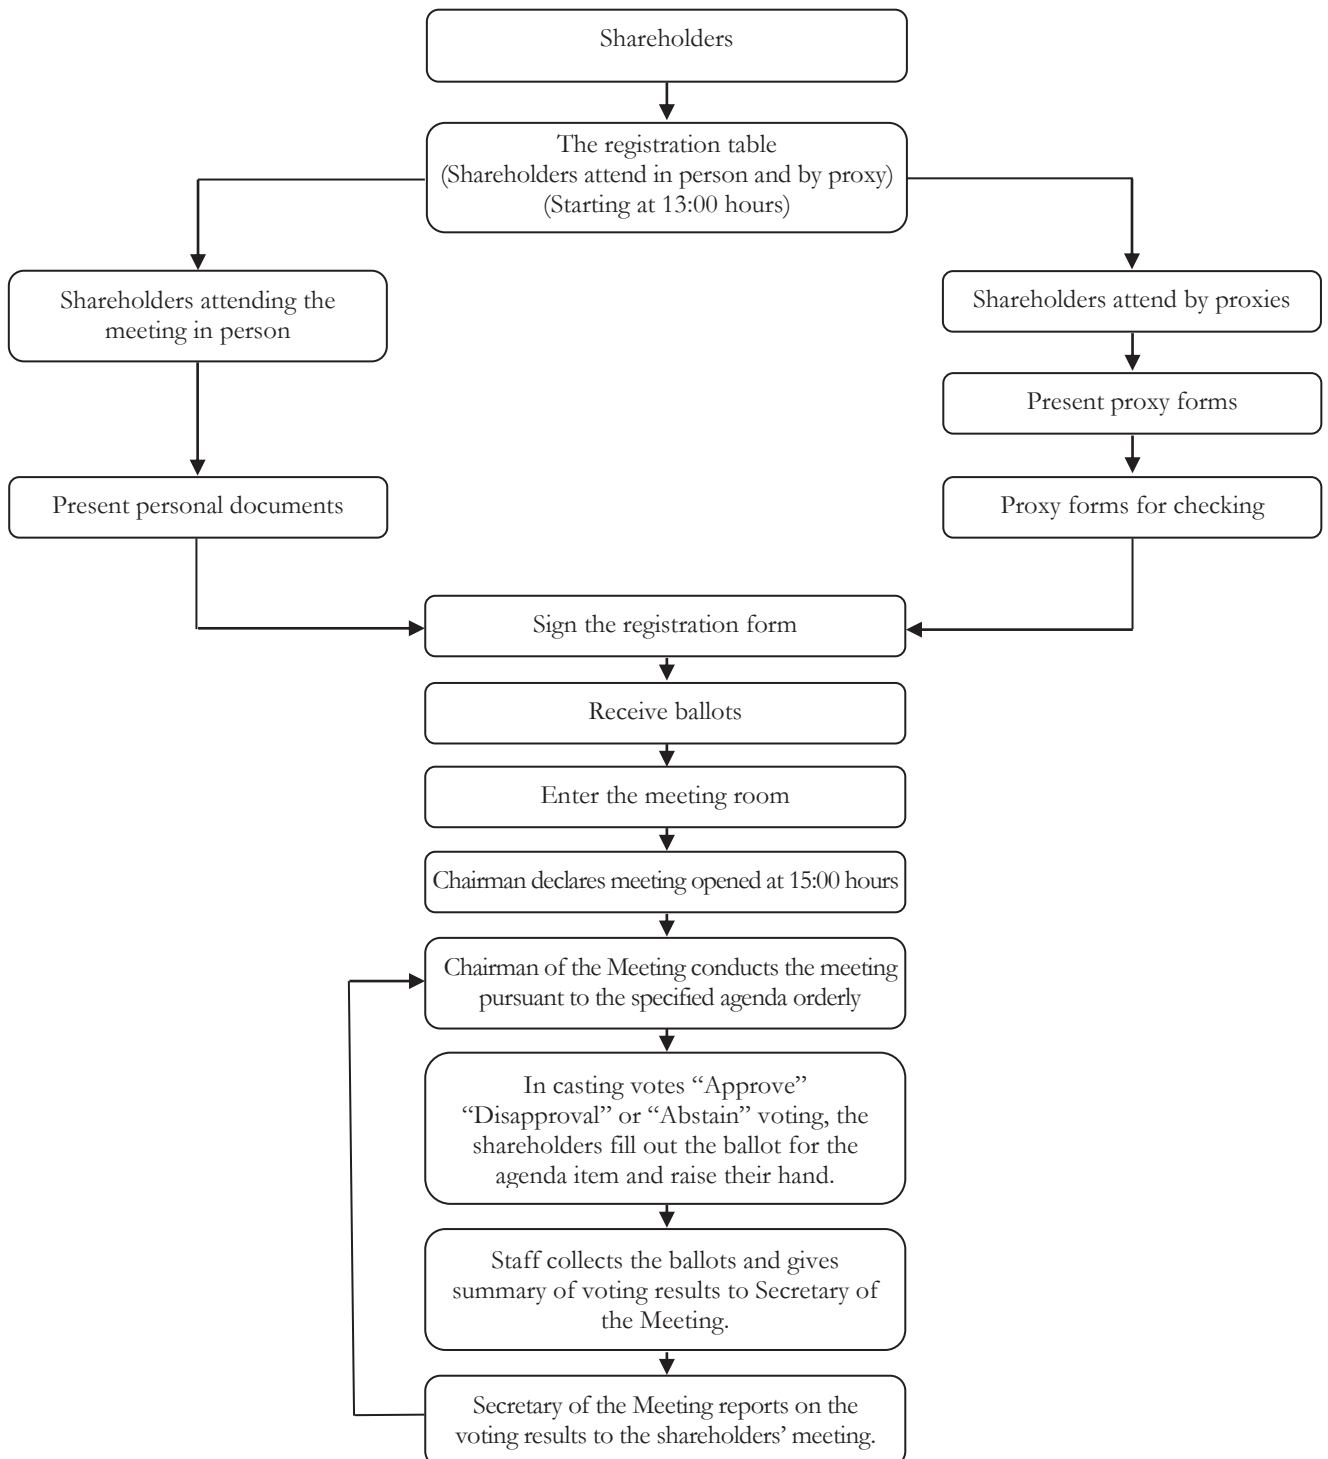 Shareholders
The registration table
(Shareholders attend in person and by proxy)
(Starting at 13:00 hours)
Shareholders attending the
meeting in person
Shareholders attend by proxies
Present proxy forms
Present personal documents
Proxy forms for checking
Sign the registration form
Receive ballots
Enter the meeting room
Chairman declares meeting opened at 15:00 hours
Chairman of the Meeting conducts the meeting
pursuant to the specified agenda orderly
In casting votes “Approve”
“Disapproval” or “Abstain” voting, the
shareholders fill out the ballot for the
agenda item and raise their hand.
Staff collects the ballots and gives
summary of voting results to Secretary of
the Meeting.
Secretary of the Meeting reports on the
voting results to the shareholders’ meeting.